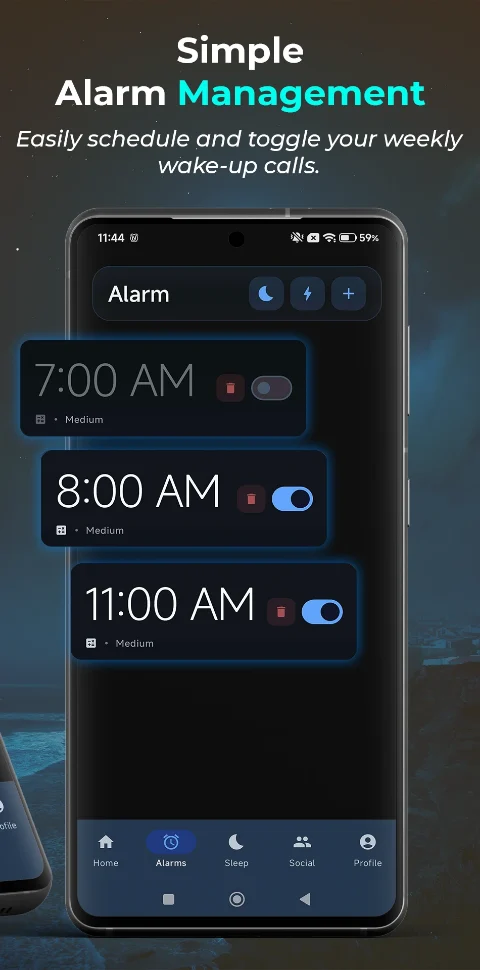 Simple
Alarm Management
Easily schedule and toggle your weekly
wake-up calls.
11:44 59%
Alarm
7:00 AM
• Medium
8:00 AM
• Medium
11:00 AM
• Medium
Home Alarms Sleep Social Profile
ofile